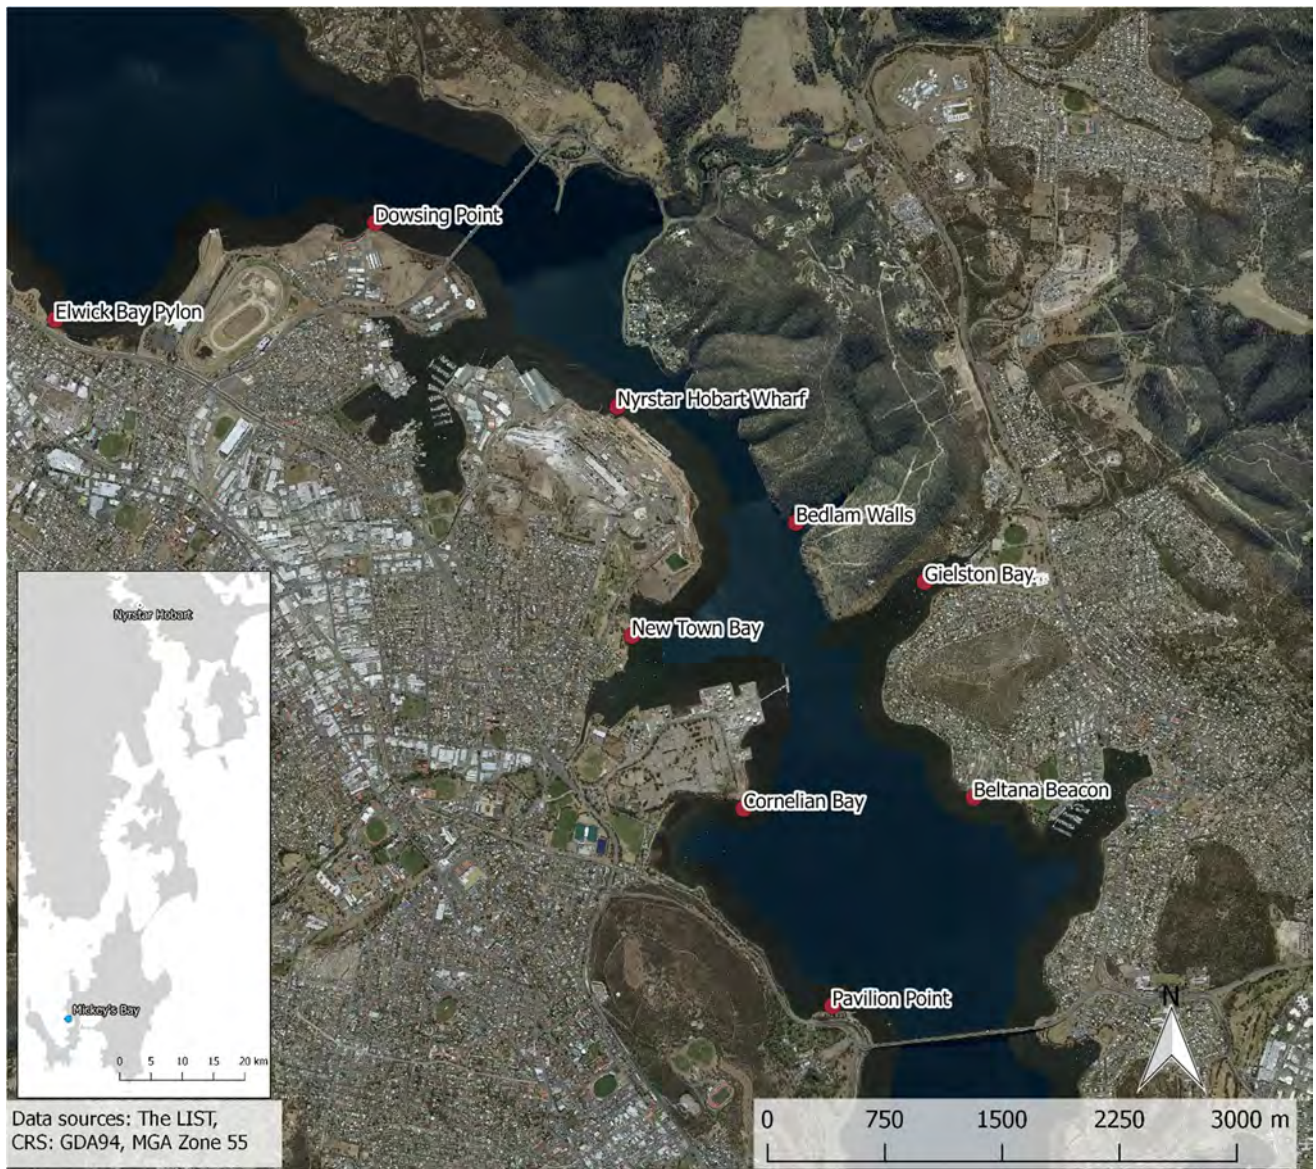 Dowsing Point
Elwick Bay Pylon
Nyrstar Hobart Wharf
Bedlam Walls
Gielston Bay
New Town Bay
Beltana Beacon
Cornelian Bay
Pavilion Point
N
Nyrstar Hobart
Mickey's Bay
0 5 10 15 20 km
Data sources: The LIST,
CRS: GDA94, MGA Zone 55
0 750 1500 2250 3000 m